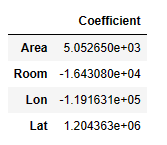 Coefficient
Area 5.052650e+03
Room -1.643080e+04
Lon -1.191631e+05
Lat 1.204363e+06